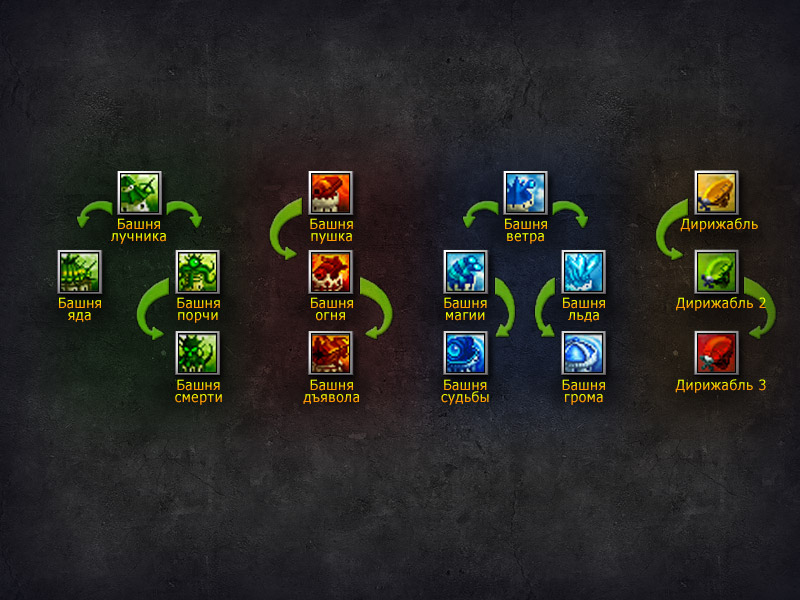 Башня
лучника
Башня
пушка
Башня
ветра
Дирижабль
Башня
яда
Башня
порчи
Башня
огня
Башня
магии
Башня
льда
Дирижабль 2
Башня
смерти
Башня
дъявола
Башня
судьбы
Башня
грома
Дирижабль 3